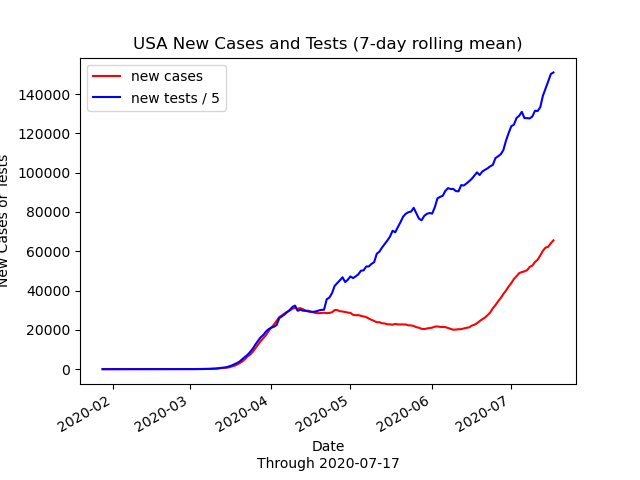 USA New Cases and Tests (7-day rolling mean)
new cases
new tests / 5
140000
120000
100000
80000
60000
40000
20000
0
New Cases or Tests
2020-02
2020-03
2020-04
2020-05
2020-06
2020-07
Date
Through 2020-07-17